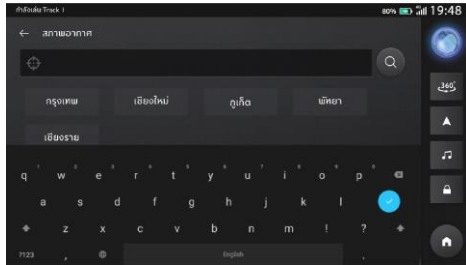 กำลังเล่น Track 1 80% 19:48
← สภาพอากาศ
360°
กรุงเทพ เชียงใหม่ ภูเก็ต พัทยา
เชียงราย
q w e r t y u i o p
a s d f g h j k l
z x c v b n m ! ?
?123 , English .